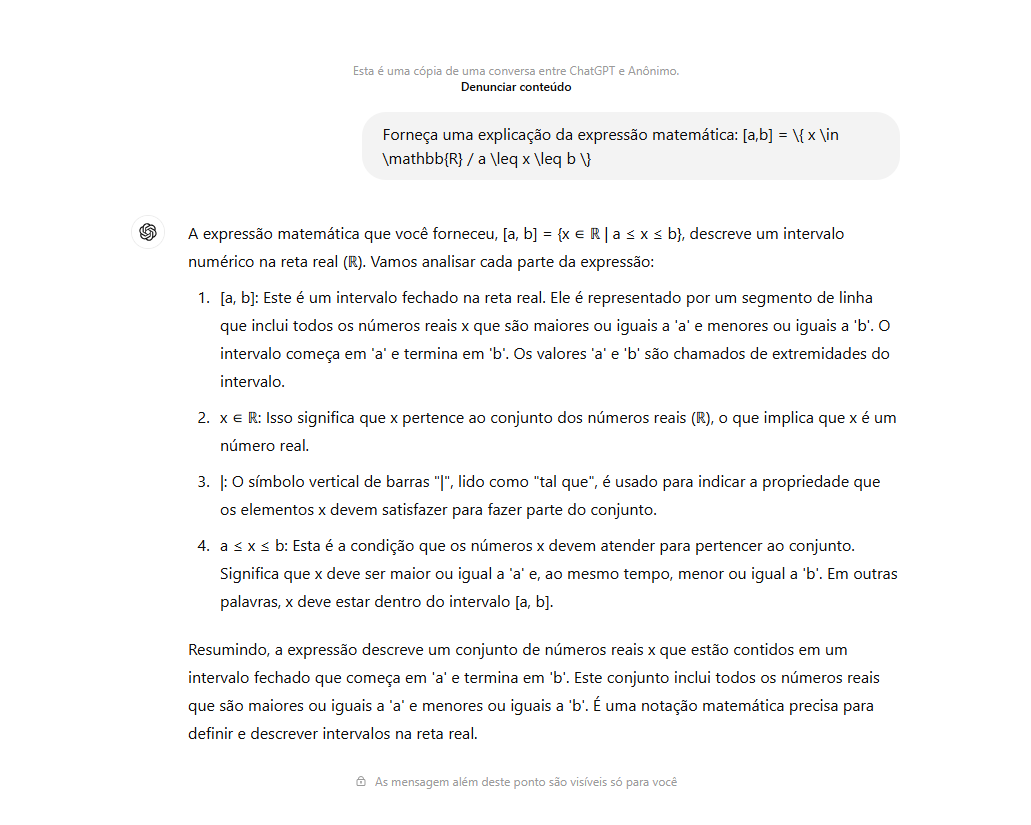 Esta é uma cópia de uma conversa entre ChatGPT e Anônimo.
Denunciar conteúdo
Forneça uma explicação da expressão matemática: [a,b] = \{ x \in
\mathbb{R} / a \leq x \leq b \}
A expressão matemática que você forneceu, [a, b] = {x ∈ ℝ | a ≤ x ≤ b}, descreve um intervalo
numérico na reta real (ℝ). Vamos analisar cada parte da expressão:
1. [a, b]: Este é um intervalo fechado na reta real. Ele é representado por um segmento de linha
que inclui todos os números reais x que são maiores ou iguais a 'a' e menores ou iguais a 'b'. O
intervalo começa em 'a' e termina em 'b'. Os valores 'a' e 'b' são chamados de extremidades do
intervalo.
2. x ∈ ℝ: Isso significa que x pertence ao conjunto dos números reais (ℝ), o que implica que x é um
número real.
3. |: O símbolo vertical de barras "|", lido como "tal que", é usado para indicar a propriedade que
os elementos x devem satisfazer para fazer parte do conjunto.
4. a ≤ x ≤ b: Esta é a condição que os números x devem atender para pertencer ao conjunto.
Significa que x deve ser maior ou igual a 'a' e, ao mesmo tempo, menor ou igual a 'b'. Em outras
palavras, x deve estar dentro do intervalo [a, b].
Resumindo, a expressão descreve um conjunto de números reais x que estão contidos em um
intervalo fechado que começa em 'a' e termina em 'b'. Este conjunto inclui todos os números reais
que são maiores ou iguais a 'a' e menores ou iguais a 'b'. É uma notação matemática precisa para
definir e descrever intervalos na reta real.
As mensagem além deste ponto são visíveis só para você